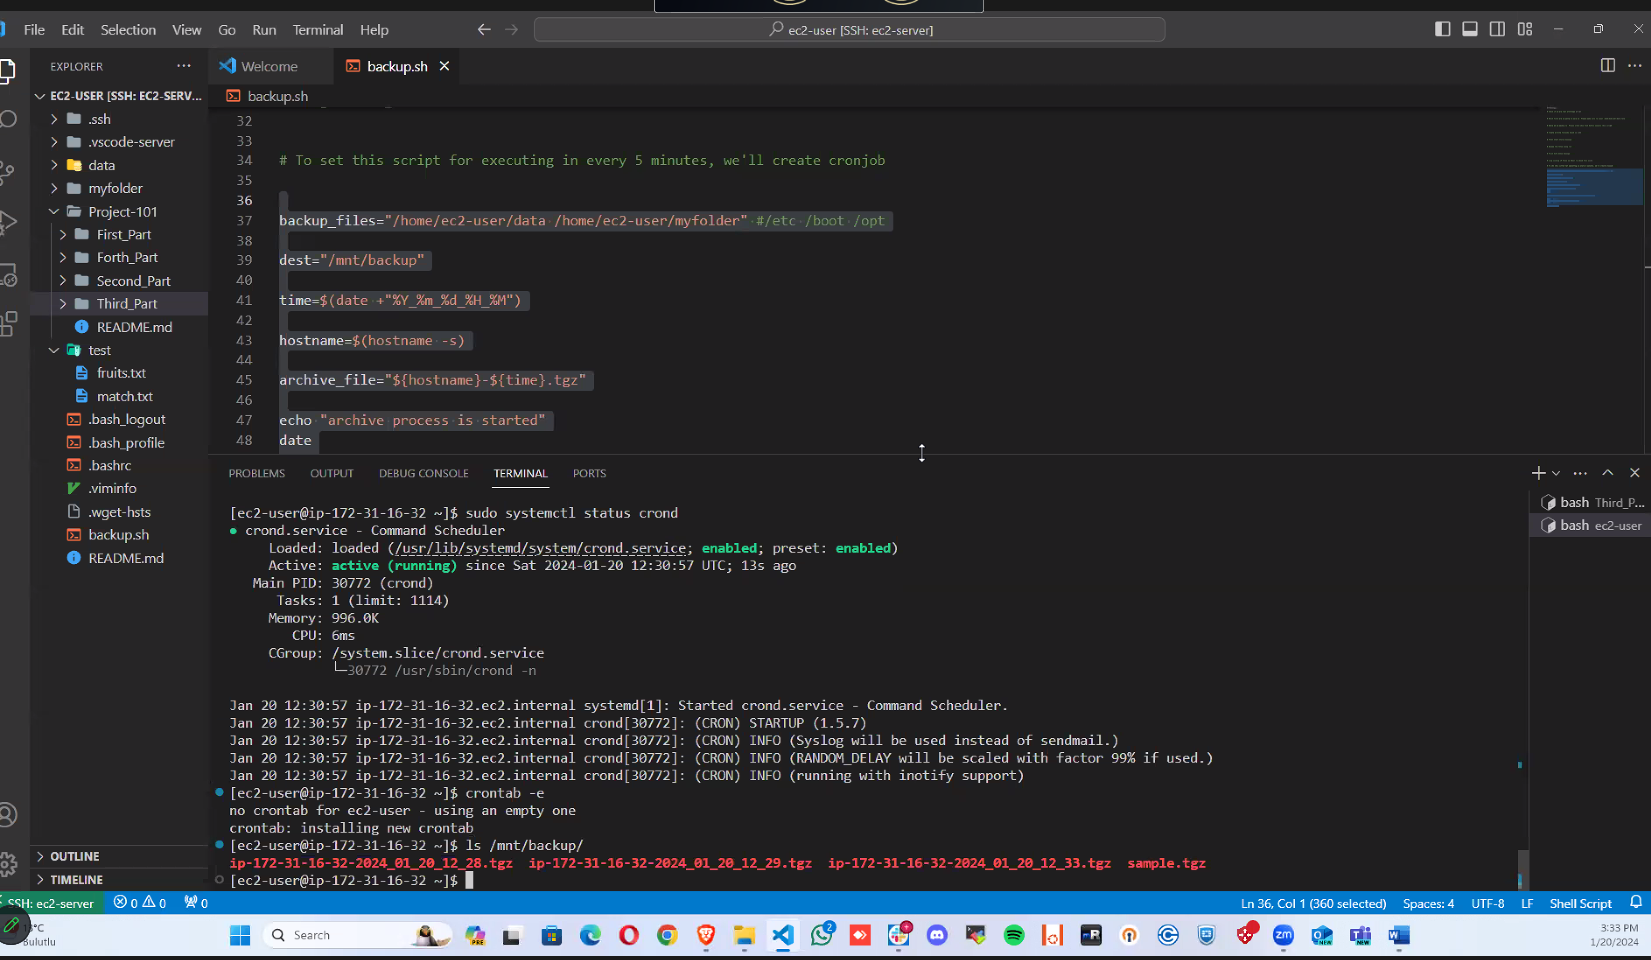 File Edit Selection View Go Run Terminal Help
ec2-user [SSH: ec2-server]
EXPLORER
Welcome
backup.sh
EC2-USER [SSH: EC2-SERV...
backup.sh
.ssh
.vscode-server
data
myfolder
Project-101
First_Part
Forth_Part
Second_Part
Third_Part
README.md
test
fruits.txt
match.txt
.bash_logout
.bash_profile
.bashrc
.viminfo
.wget-hsts
backup.sh
README.md
OUTLINE
TIMELINE
32
33
34 # To set this script for executing in every 5 minutes, we'll create cronjob
35
36
37 backup_files="/home/ec2-user/data /home/ec2-user/myfolder" #/etc /boot /opt
38
39 dest="/mnt/backup"
40
41 time=$(date +"%Y_%m_%d_%H_%M")
42
43 hostname=$(hostname -s)
44
45 archive_file="${hostname}-${time}.tgz"
46
47 echo "archive process is started"
48 date
PROBLEMS OUTPUT DEBUG CONSOLE TERMINAL PORTS
bash Third_P...
bash ec2-user
[ec2-user@ip-172-31-16-32 ~]$ sudo systemctl status crond
● crond.service - Command Scheduler
Loaded: loaded (/usr/lib/systemd/system/crond.service; enabled; preset: enabled)
Active: active (running) since Sat 2024-01-20 12:30:57 UTC; 13s ago
Main PID: 30772 (crond)
Tasks: 1 (limit: 1114)
Memory: 996.0K
CPU: 6ms
CGroup: /system.slice/crond.service
└─30772 /usr/sbin/crond -n
Jan 20 12:30:57 ip-172-31-16-32.ec2.internal systemd[1]: Started crond.service - Command Scheduler.
Jan 20 12:30:57 ip-172-31-16-32.ec2.internal crond[30772]: (CRON) STARTUP (1.5.7)
Jan 20 12:30:57 ip-172-31-16-32.ec2.internal crond[30772]: (CRON) INFO (Syslog will be used instead of sendmail.)
Jan 20 12:30:57 ip-172-31-16-32.ec2.internal crond[30772]: (CRON) INFO (RANDOM_DELAY will be scaled with factor 99% if used.)
Jan 20 12:30:57 ip-172-31-16-32.ec2.internal crond[30772]: (CRON) INFO (running with inotify support)
[ec2-user@ip-172-31-16-32 ~]$ crontab -e
no crontab for ec2-user - using an empty one
crontab: installing new crontab
[ec2-user@ip-172-31-16-32 ~]$ ls /mnt/backup/
ip-172-31-16-32-2024_01_20_12_28.tgz ip-172-31-16-32-2024_01_20_12_29.tgz ip-172-31-16-32-2024_01_20_12_33.tgz sample.tgz
[ec2-user@ip-172-31-16-32 ~]$
SSH: ec2-server 0 0 0
Ln 36, Col 1 (360 selected) Spaces: 4 UTF-8 LF Shell Script
Bulutlu
Search
3:33 PM
1/20/2024